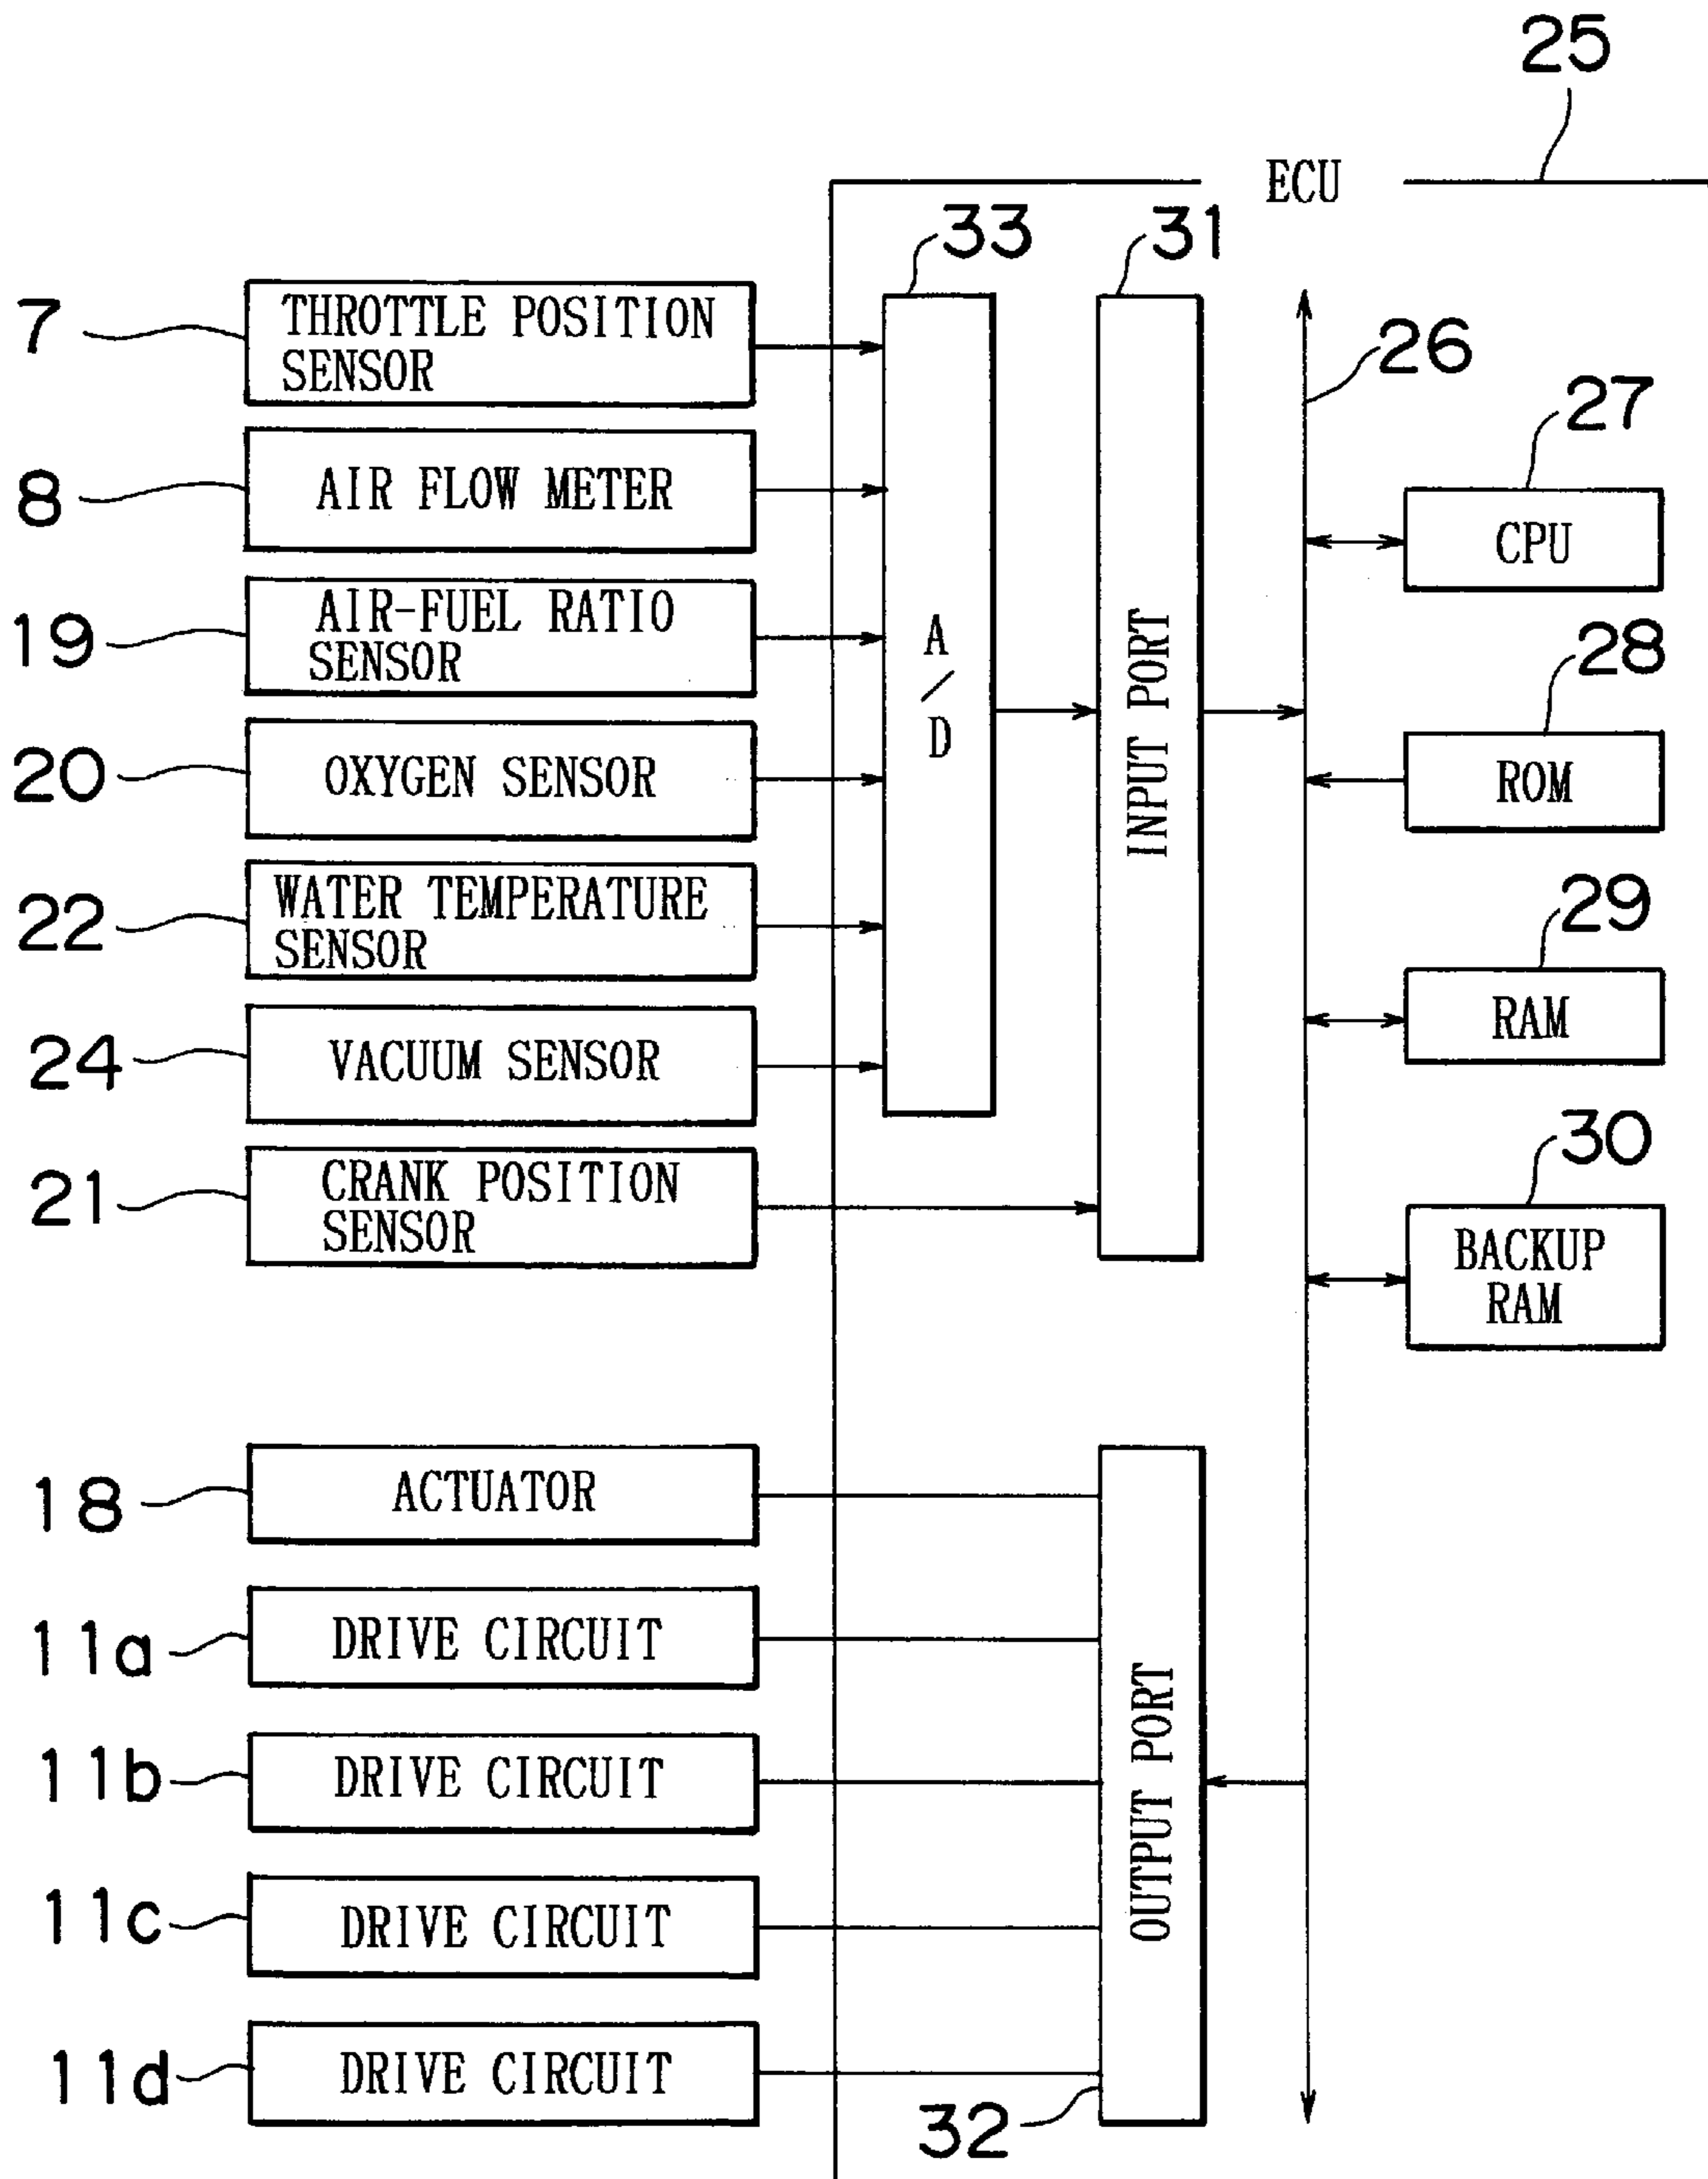 25
ECU
33
31
7
THROTTLE POSITION
SENSOR
26
27
8
AIR FLOW METER
CPU
19
AIR-FUEL RATIO
SENSOR
A/D
INPUT PORT
28
20
OXYGEN SENSOR
ROM
22
WATER TEMPERATURE
SENSOR
29
RAM
24
VACUUM SENSOR
30
21
CRANK POSITION
SENSOR
BACKUP
RAM
18
ACTUATOR
11a
DRIVE CIRCUIT
11b
DRIVE CIRCUIT
OUTPUT PORT
11c
DRIVE CIRCUIT
11d
DRIVE CIRCUIT
32